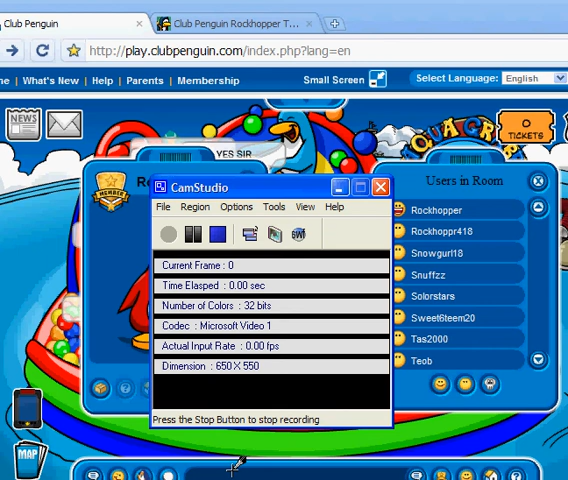 Club Penguin
Club Penguin Rockhopper T...
http://play.clubpenguin.com/index.php?lang=en
What's New | Help | Parents | Membership
Small Screen
Select Language: English
NEWS
0
TICKETS
YES SIR
MEMBER
Users in Room
CamStudio
File Region Options Tools View Help
Current Frame : 0
Time Elasped : 0.00 sec
Number of Colors : 32 bits
Codec : Microsoft Video 1
Actual Input Rate : 0.00 fps
Dimension : 650 X 550
Press the Stop Button to stop recording
Rockhopper
Rockhoppr418
Snowgurl18
Snuffzz
Solorstars
Sweet6teem20
Tas2000
Teob
MAP